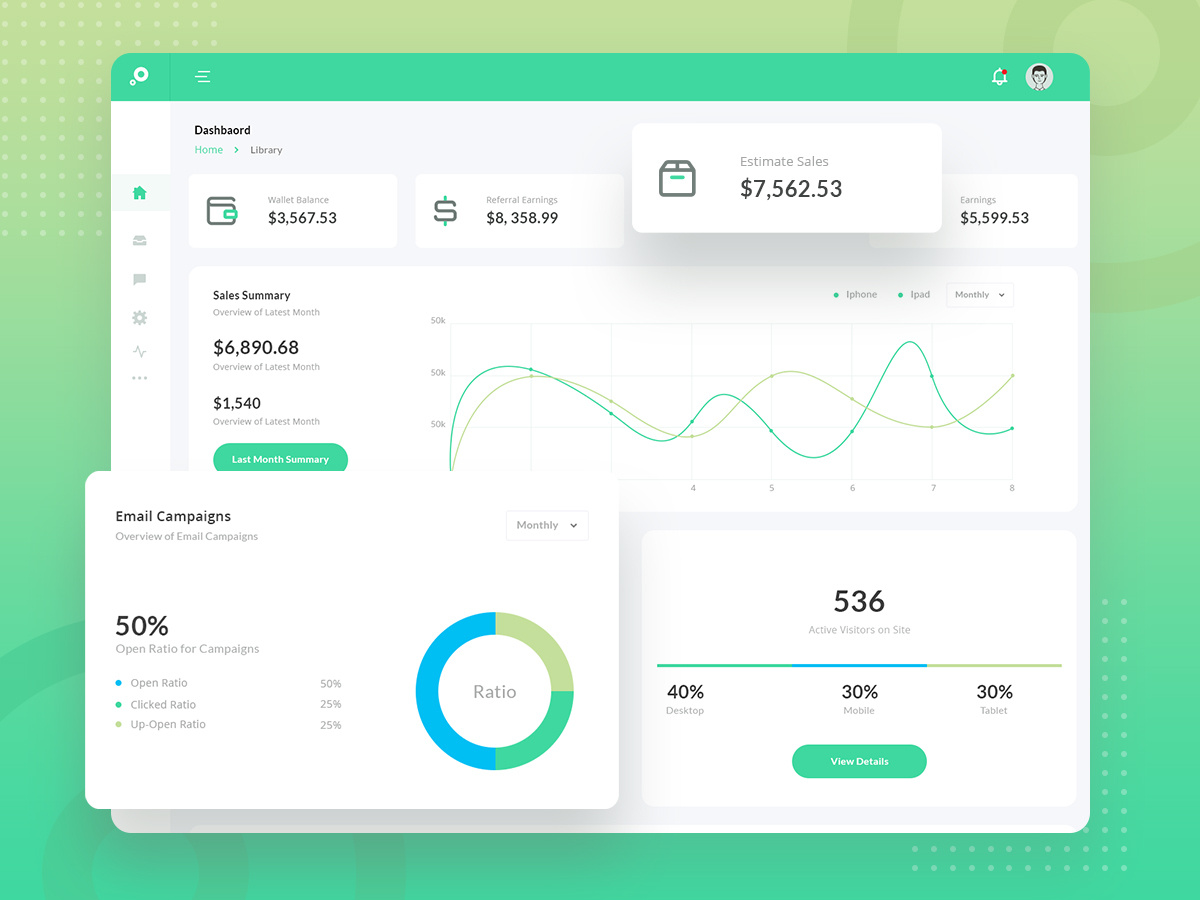 Dashbaord
Home > Library
Wallet Balance
$3,567.53
Referral Earnings
$8, 358.99
Estimate Sales
$7,562.53
Earnings
$5,599.53
Sales Summary
Overview of Latest Month
$6,890.68
Overview of Latest Month
$1,540
Overview of Latest Month
Last Month Summary
Iphone
Ipad
Monthly
50k
50k
50k
4 5 6 7 8
Email Campaigns
Overview of Email Campaigns
Monthly
50%
Open Ratio for Campaigns
Open Ratio 50%
Clicked Ratio 25%
Up-Open Ratio 25%
Ratio
536
Active Visitors on Site
40% 30% 30%
Desktop Mobile Tablet
View Details